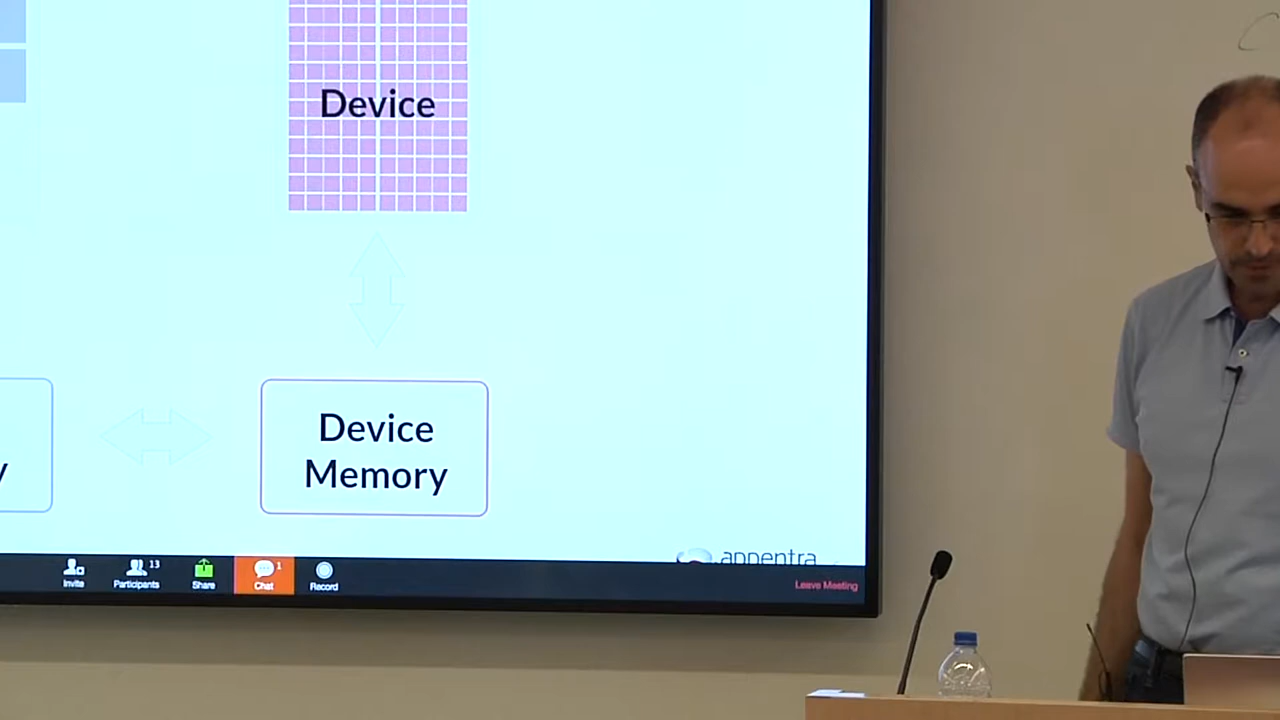 Device
Device
Memory
y
appentra
Invite
Participants
13
Share
Chat
1
Record
Leave Meeting